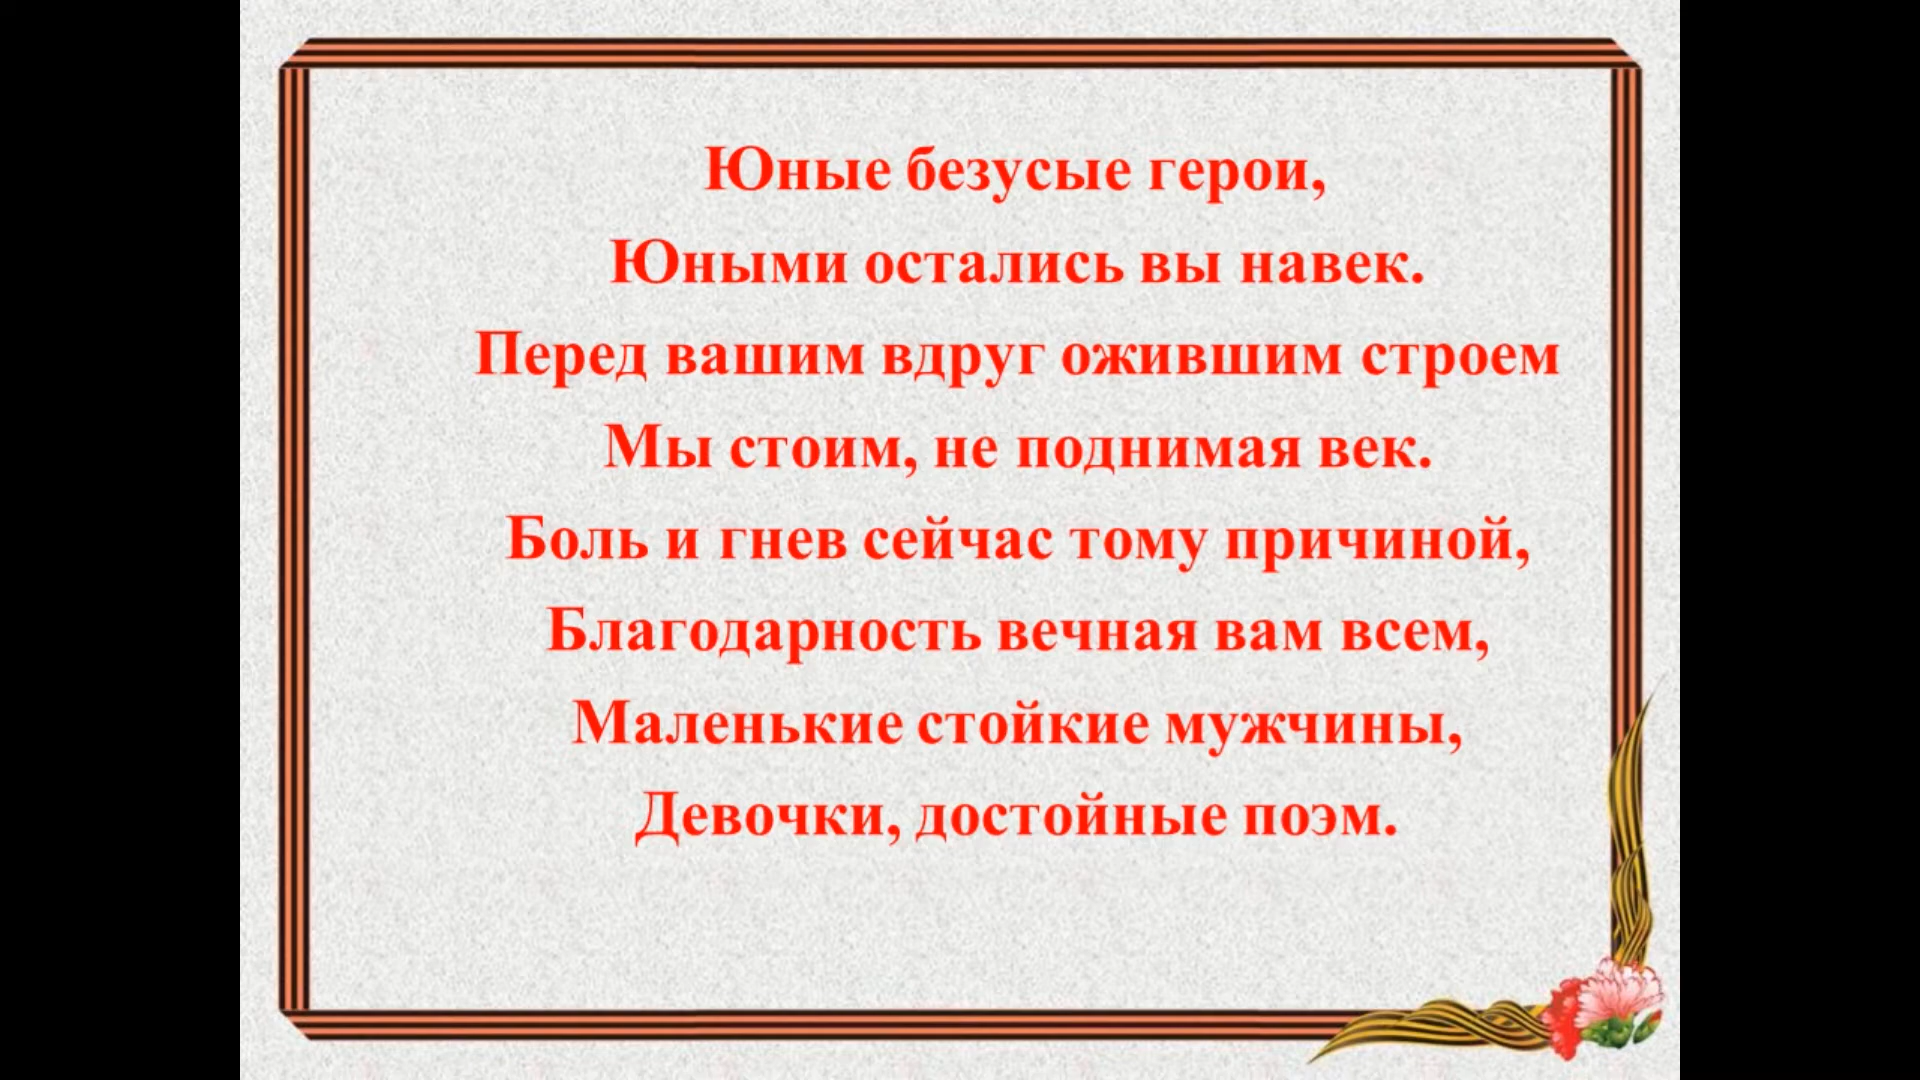 Юные безусые герои,
Юными остались вы навек.
Перед вашим вдруг ожившим строем
Мы стоим, не поднимая век.
Боль и гнев сейчас тому причиной,
Благодарность вечная вам всем,
Маленькие стойкие мужчины,
Девочки, достойные поэм.